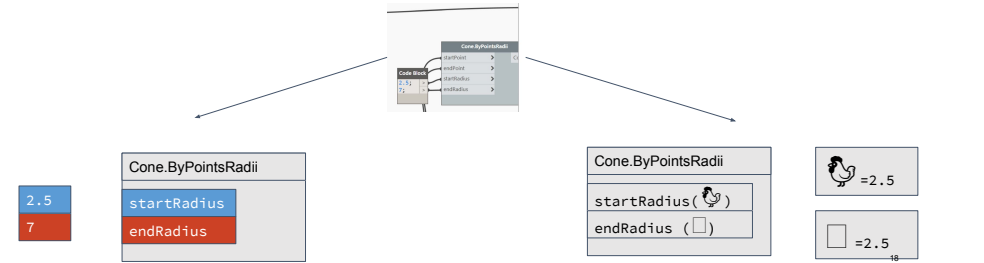 Cone.ByPointsRadii
startPoint >
endPoint >
startRadius >
endRadius >
Code Block
2.5; >
7; >
Cone.ByPointsRadii
2.5
7
startRadius
endRadius
Cone.ByPointsRadii
startRadius(🐓)
endRadius (□)
🐓=2.5
□ =2.5
18